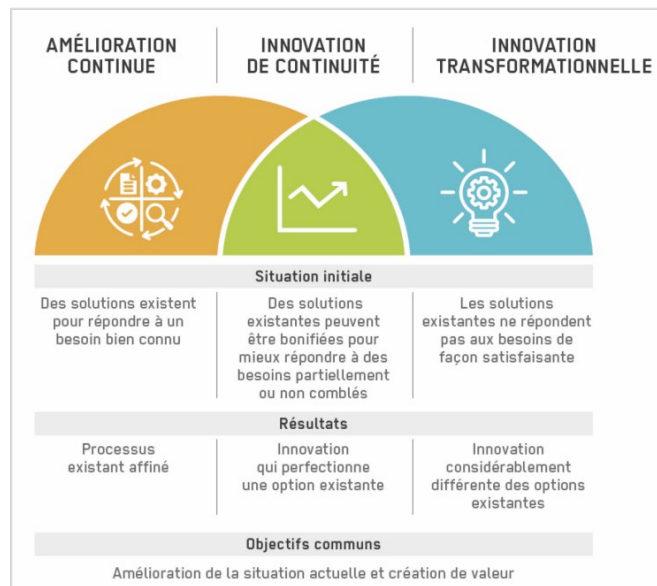 AMÉLIORATION
CONTINUE
INNOVATION
DE CONTINUITÉ
INNOVATION
TRANSFORMATIONNELLE
Situation initiale
Des solutions existent
pour répondre à un
besoin bien connu
Des solutions
existantes peuvent
être bonifiées pour
mieux répondre à des
besoins partiellement
ou non comblés
Les solutions
existantes ne répondent
pas aux besoins de
façon satisfaisante
Résultats
Processus
existant affiné
Innovation
qui perfectionne
une option existante
Innovation
considérablement
différente des options
existantes
Objectifs communs
Amélioration de la situation actuelle et création de valeur